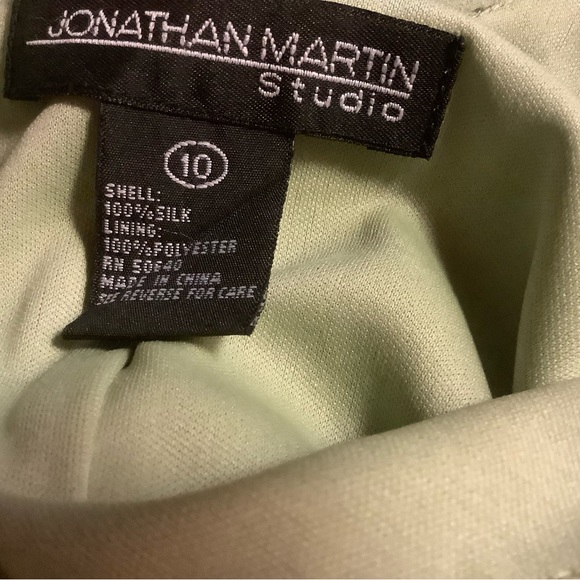 JONATHAN MARTIN
Studio
10
SHELL:
100%SILK
LINING:
100%POLYESTER
RN 50640
MADE IN CHINA
SEE REVERSE FOR CARE